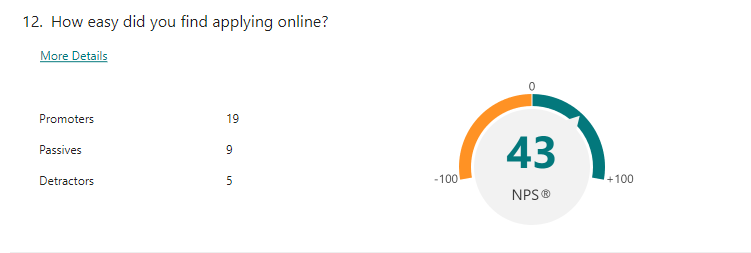 12. How easy did you find applying online?
More Details
Promoters 19
Passives 9
Detractors 5
0
43
NPS®
-100
+100